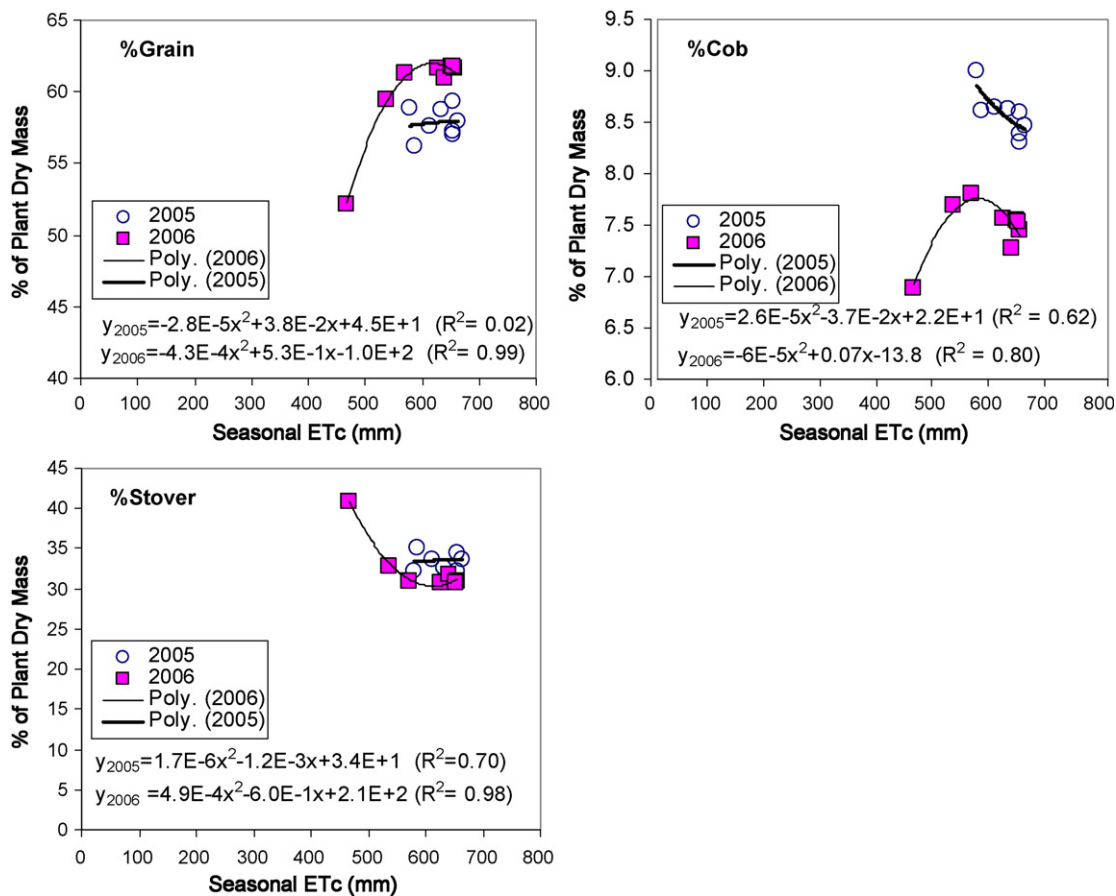 %Grain
% of Plant Dry Mass
65
60
55
50
45
40
2005
2006
Poly. (2006)
Poly. (2005)
y2005=-2.8E-5x²+3.8E-2x+4.5E+1 (R²= 0.02)
y2006=-4.3E-4x²+5.3E-1x-1.0E+2 (R²= 0.99)
0 100 200 300 400 500 600 700 800
Seasonal ETc (mm)
%Cob
% of Plant Dry Mass
9.5
9.0
8.5
8.0
7.5
7.0
6.5
6.0
2005
2006
Poly. (2005)
Poly. (2006)
y2005=2.6E-5x²-3.7E-2x+2.2E+1 (R² = 0.62)
y2006=-6E-5x²+0.07x-13.8 (R² = 0.80)
0 100 200 300 400 500 600 700 800
Seasonal ETc (mm)
%Stover
% of Plant Dry Mass
45
40
35
30
25
20
15
10
5
0
2005
2006
Poly. (2006)
Poly. (2005)
y2005=1.7E-6x²-1.2E-3x+3.4E+1 (R²=0.70)
y2006 =4.9E-4x²-6.0E-1x+2.1E+2 (R²= 0.98)
0 100 200 300 400 500 600 700 800
Seasonal ETc (mm)